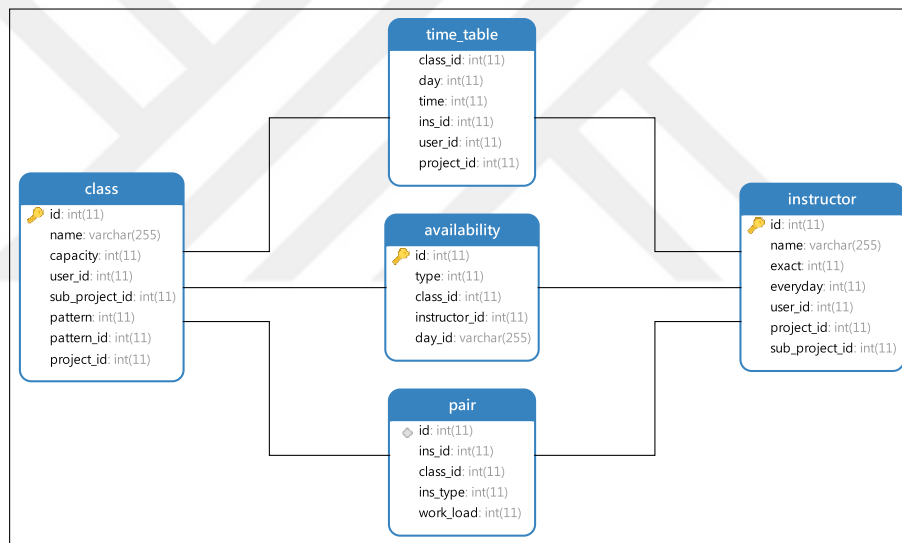 time_table
class_id: int(11)
day: int(11)
time: int(11)
ins_id: int(11)
user_id: int(11)
project_id: int(11)
class
id: int(11)
name: varchar(255)
capacity: int(11)
user_id: int(11)
sub_project_id: int(11)
pattern: int(11)
pattern_id: int(11)
project_id: int(11)
availability
id: int(11)
type: int(11)
class_id: int(11)
instructor_id: int(11)
day_id: varchar(255)
instructor
id: int(11)
name: varchar(255)
exact: int(11)
everyday: int(11)
user_id: int(11)
project_id: int(11)
sub_project_id: int(11)
pair
id: int(11)
ins_id: int(11)
class_id: int(11)
ins_type: int(11)
work_load: int(11)